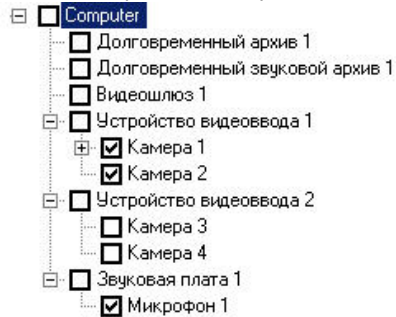 Computer
Долговременный архив 1
Долговременный звуковой архив 1
Видеошлюз 1
Устройство видеоввода 1
Камера 1
Камера 2
Устройство видеоввода 2
Камера 3
Камера 4
Звуковая плата 1
Микрофон 1